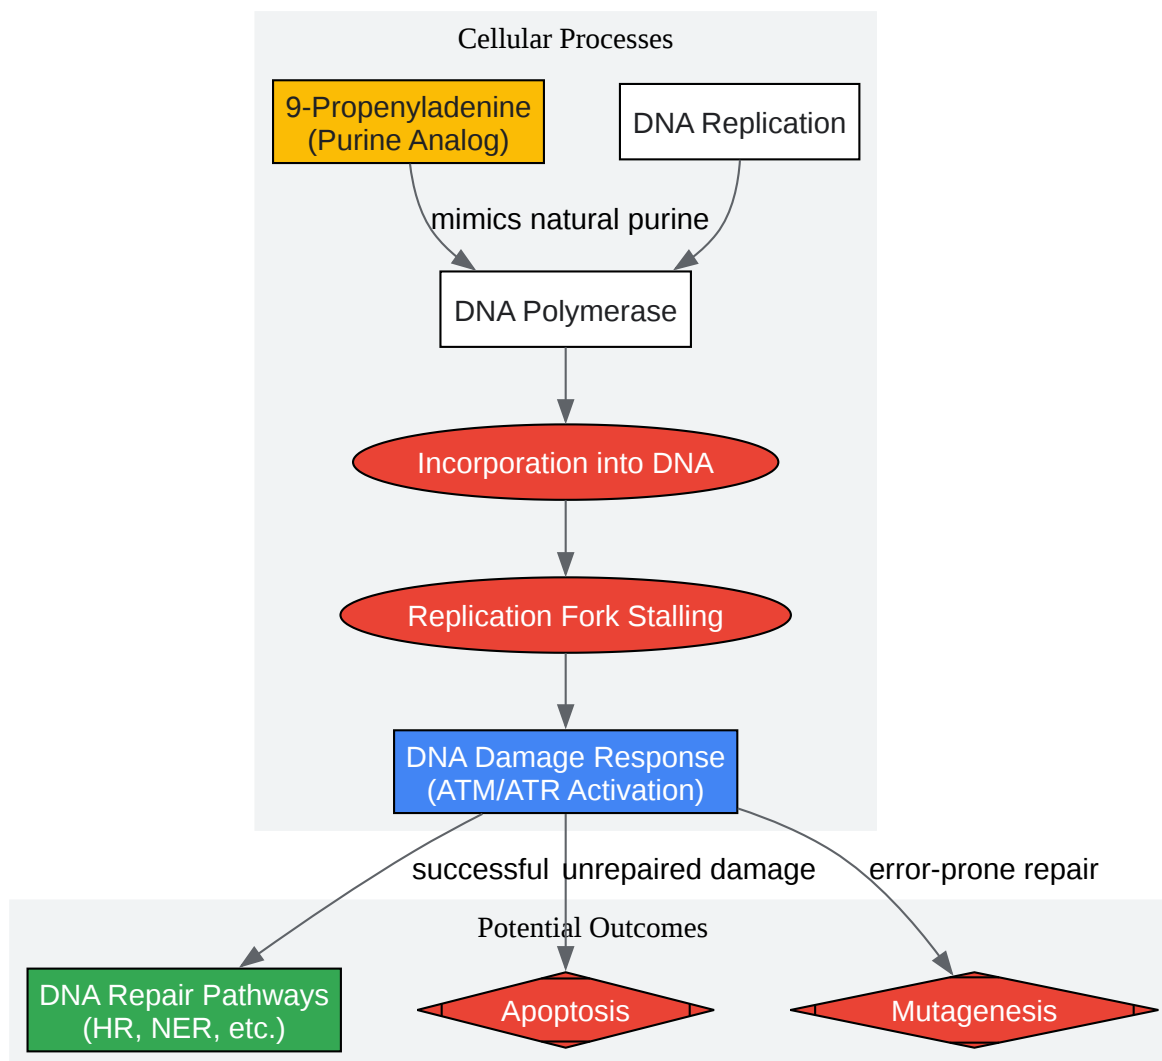 Cellular Processes
9-Propenyladenine
(Purine Analog)
DNA Replication
mimics natural purine
DNA Polymerase
Incorporation into DNA
Replication Fork Stalling
DNA Damage Response
(ATM/ATR Activation)
successful
unrepaired damage
error-prone repair
Potential Outcomes
DNA Repair Pathways
(HR, NER, etc.)
Apoptosis
Mutagenesis